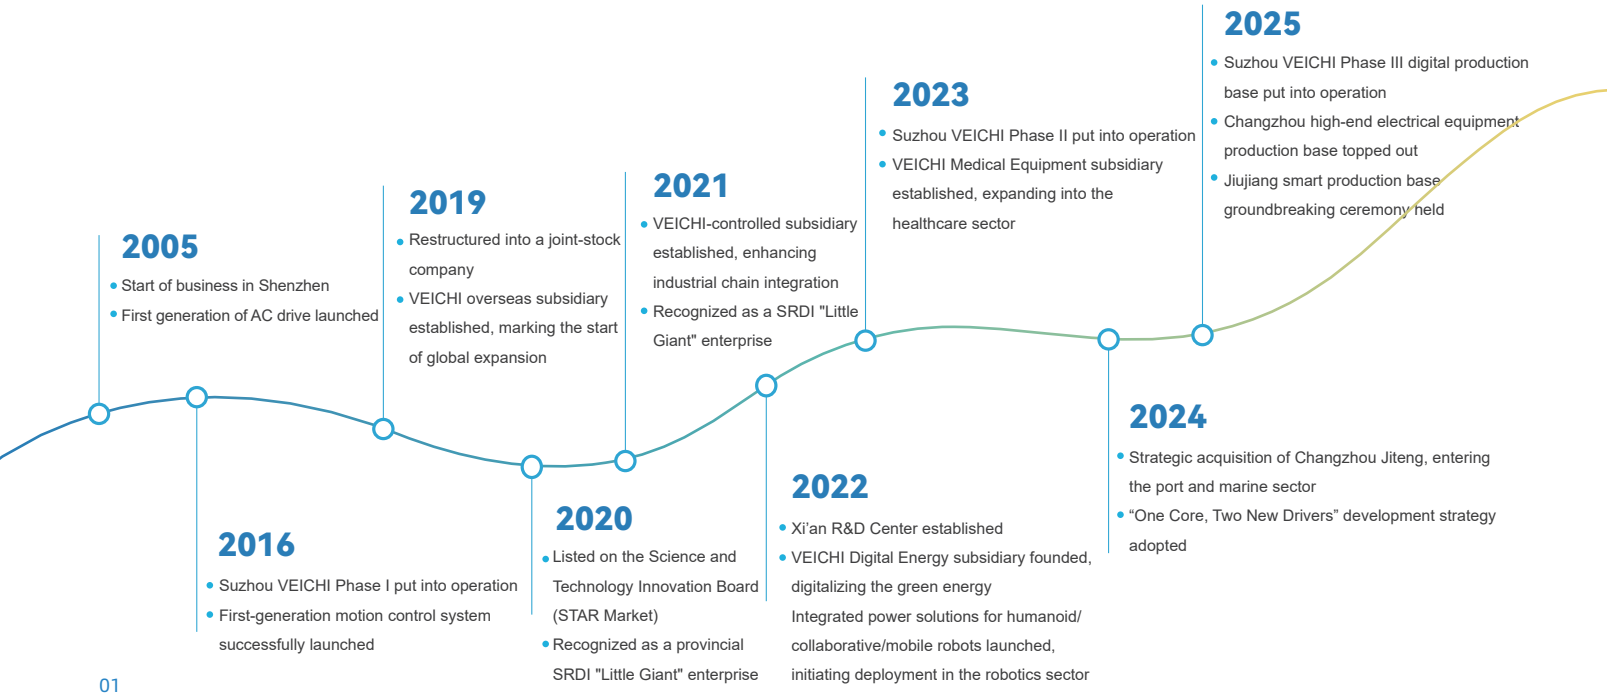 2005
Start of business in Shenzhen
First generation of AC drive launched
2016
Suzhou VEICHI Phase I put into operation
First-generation motion control system
successfully launched
2019
Restructured into a joint-stock
company
VEICHI overseas subsidiary
established, marking the start
of global expansion
2020
Listed on the Science and
Technology Innovation Board
(STAR Market)
Recognized as a provincial
SRDI "Little Giant" enterprise
2021
VEICHI-controlled subsidiary
established, enhancing
industrial chain integration
Recognized as a SRDI "Little
Giant" enterprise
2022
Xi’an R&D Center established
VEICHI Digital Energy subsidiary founded,
digitalizing the green energy
Integrated power solutions for humanoid/
collaborative/mobile robots launched,
initiating deployment in the robotics sector
2023
Suzhou VEICHI Phase II put into operation
VEICHI Medical Equipment subsidiary
established, expanding into the
healthcare sector
2024
Strategic acquisition of Changzhou Jiteng, entering
the port and marine sector
“One Core, Two New Drivers” development strategy
adopted
2025
Suzhou VEICHI Phase III digital production
base put into operation
Changzhou high-end electrical equipment
production base topped out
Jiujiang smart production base
groundbreaking ceremony held
01